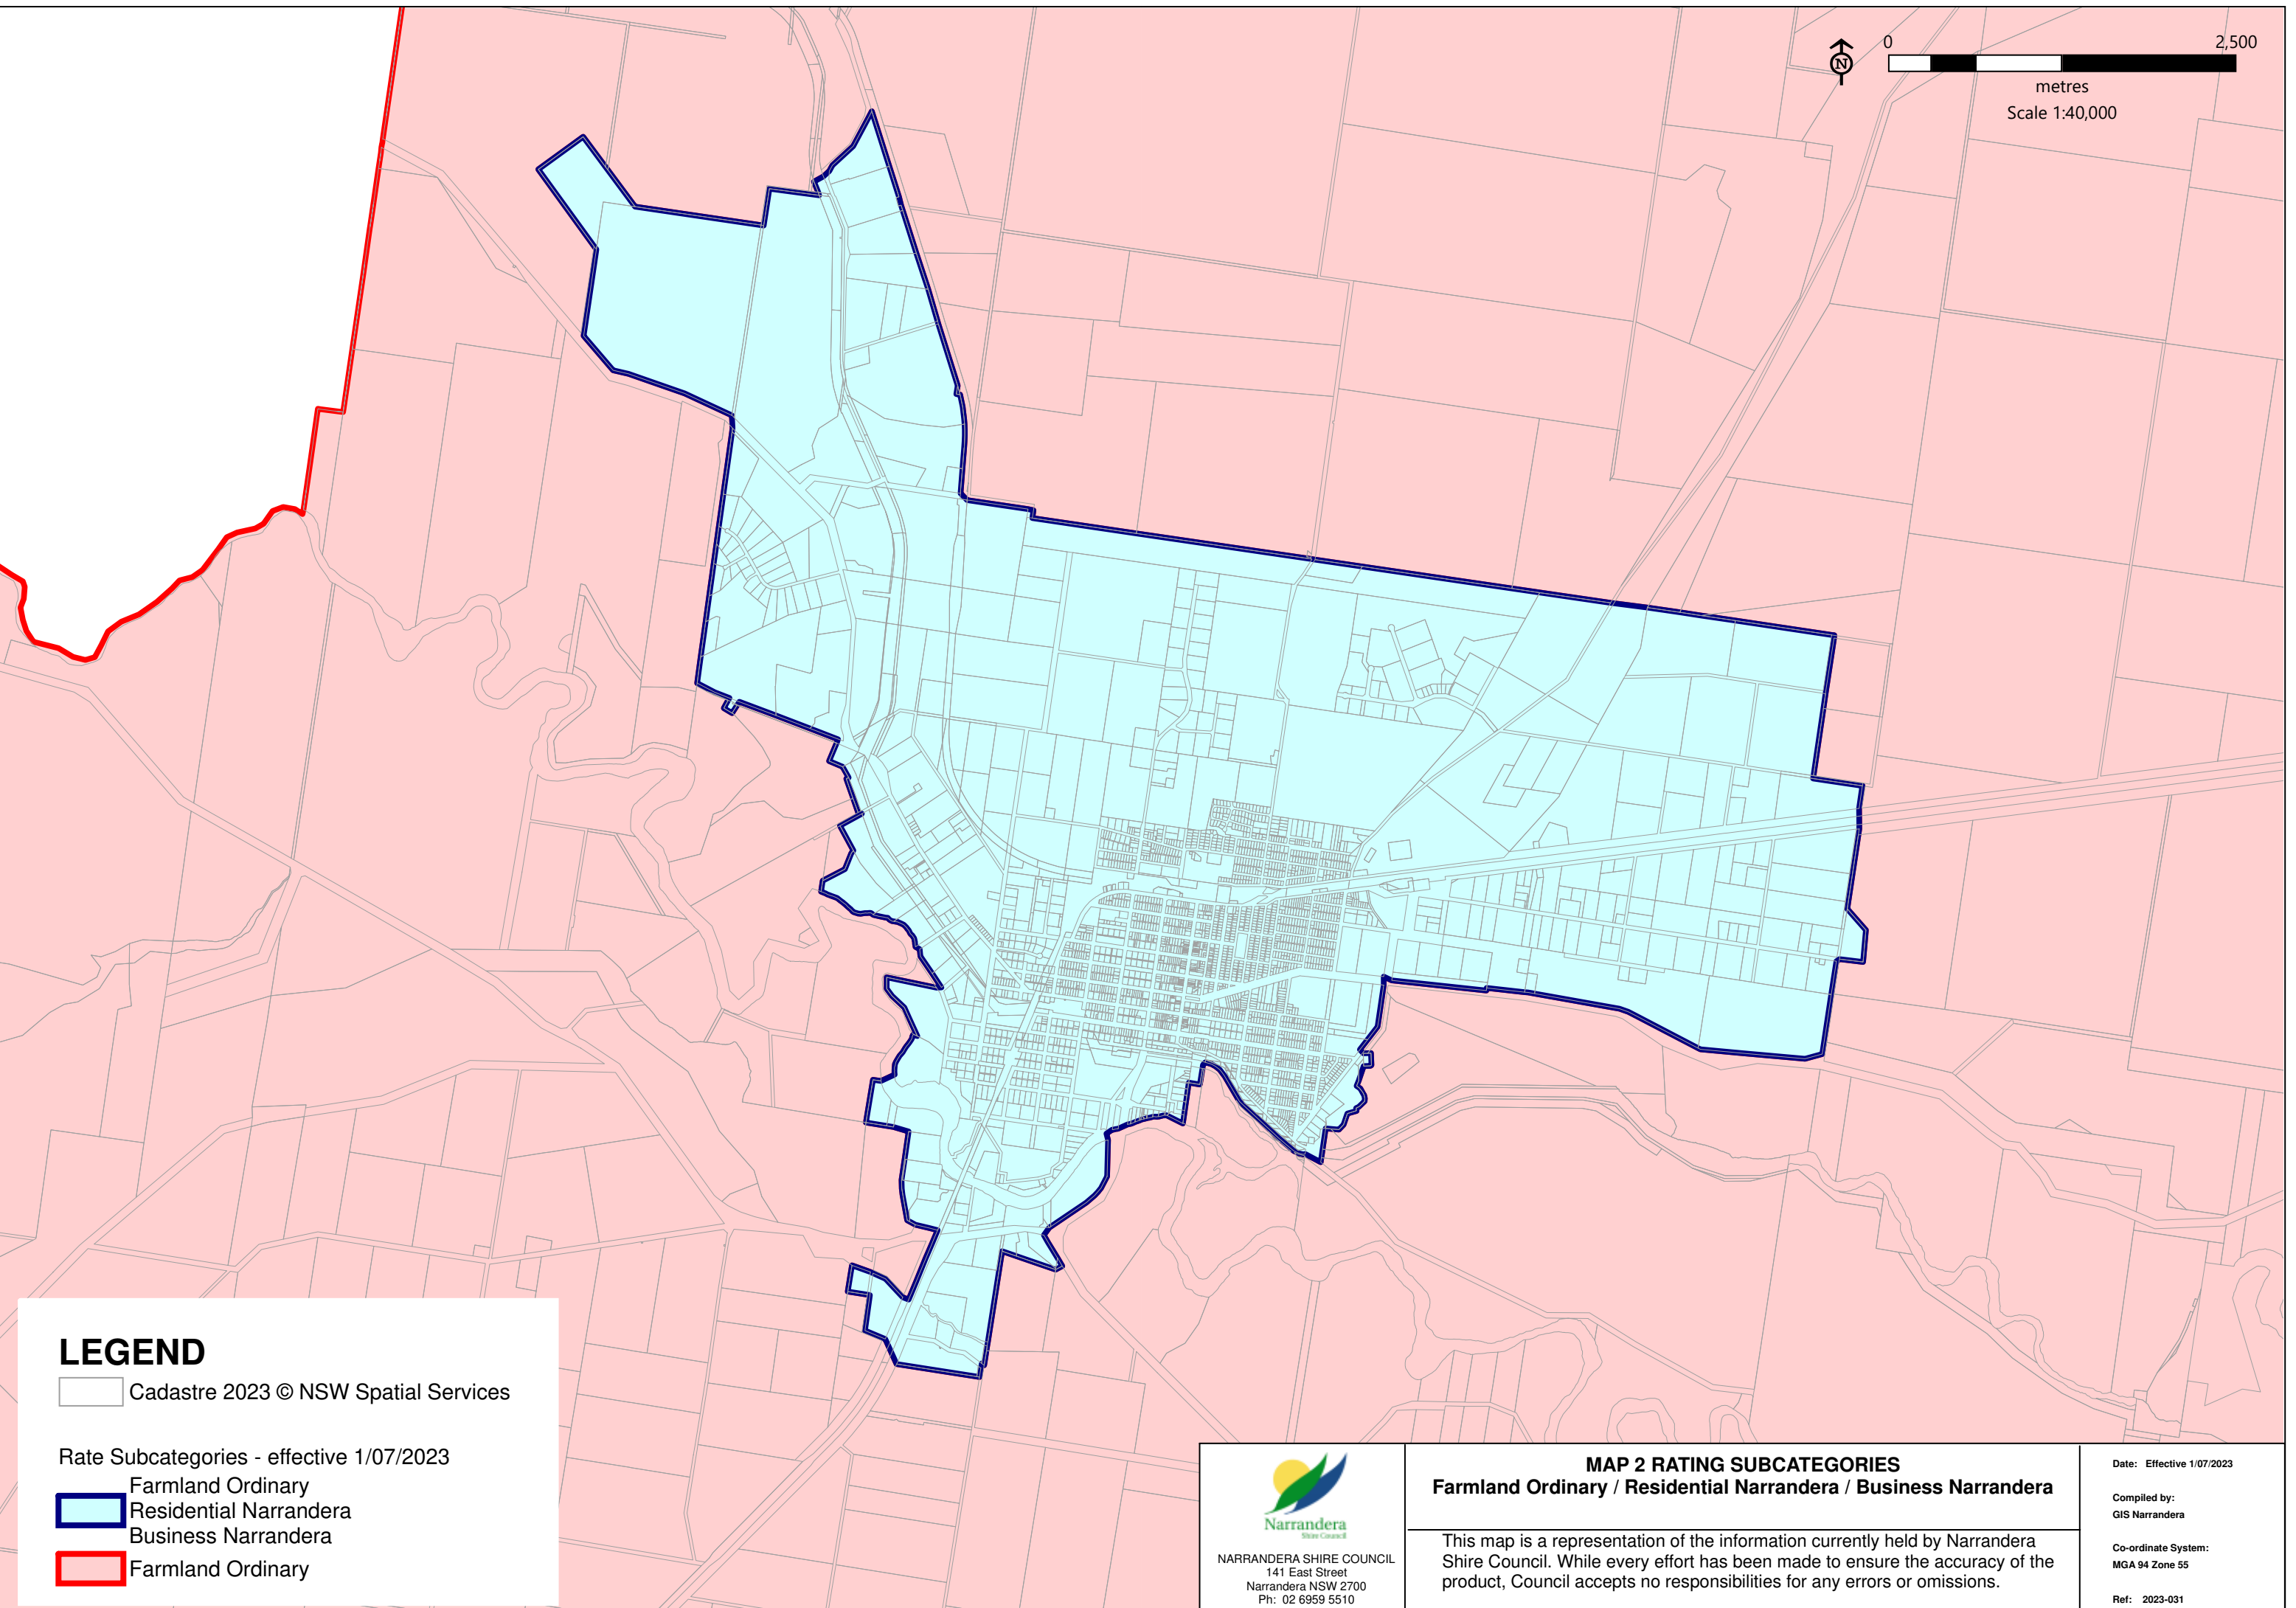 N
0 2,500
metres
Scale 1:40,000
LEGEND
Cadastre 2023 © NSW Spatial Services
Rate Subcategories - effective 1/07/2023
Farmland Ordinary
Residential Narrandera
Business Narrandera
Farmland Ordinary
Narrandera
Shire Council
NARRANDERA SHIRE COUNCIL
141 East Street
Narrandera NSW 2700
Ph: 02 6959 5510
MAP 2 RATING SUBCATEGORIES
Farmland Ordinary / Residential Narrandera / Business Narrandera
This map is a representation of the information currently held by Narrandera
Shire Council. While every effort has been made to ensure the accuracy of the
product, Council accepts no responsibilities for any errors or omissions.
Date: Effective 1/07/2023
Compiled by:
GIS Narrandera
Co-ordinate System:
MGA 94 Zone 55
Ref: 2023-031